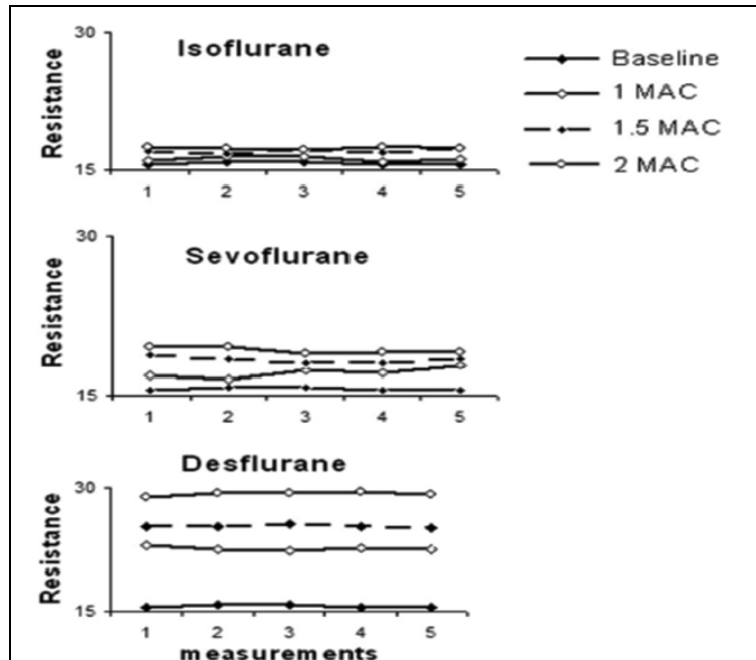 30
Isoflurane
Resistance
15
1 2 3 4 5
Baseline
1 MAC
1.5 MAC
2 MAC
30
Sevoflurane
Resistance
15
1 2 3 4 5
Desflurane
30
Resistance
15
1 2 3 4 5
measurements